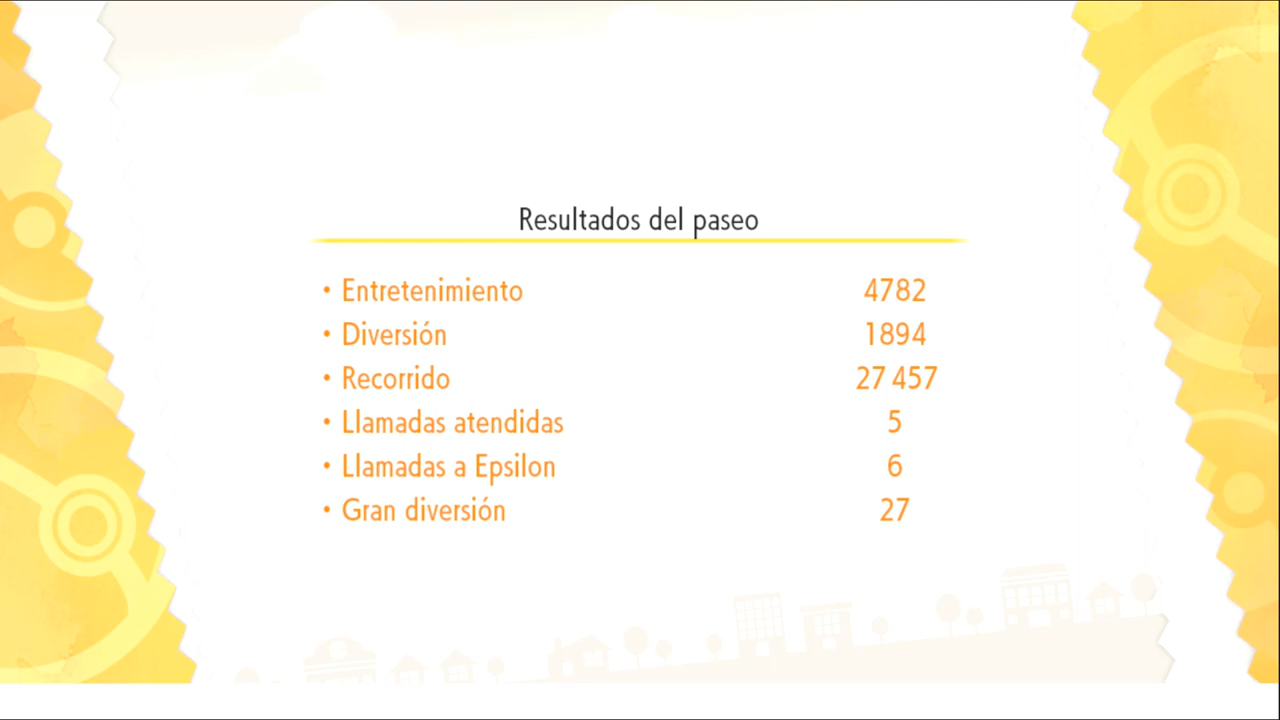 Resultados del paseo
• Entretenimiento 4782
• Diversión 1894
• Recorrido 27 457
• Llamadas atendidas 5
• Llamadas a Epsilon 6
• Gran diversión 27